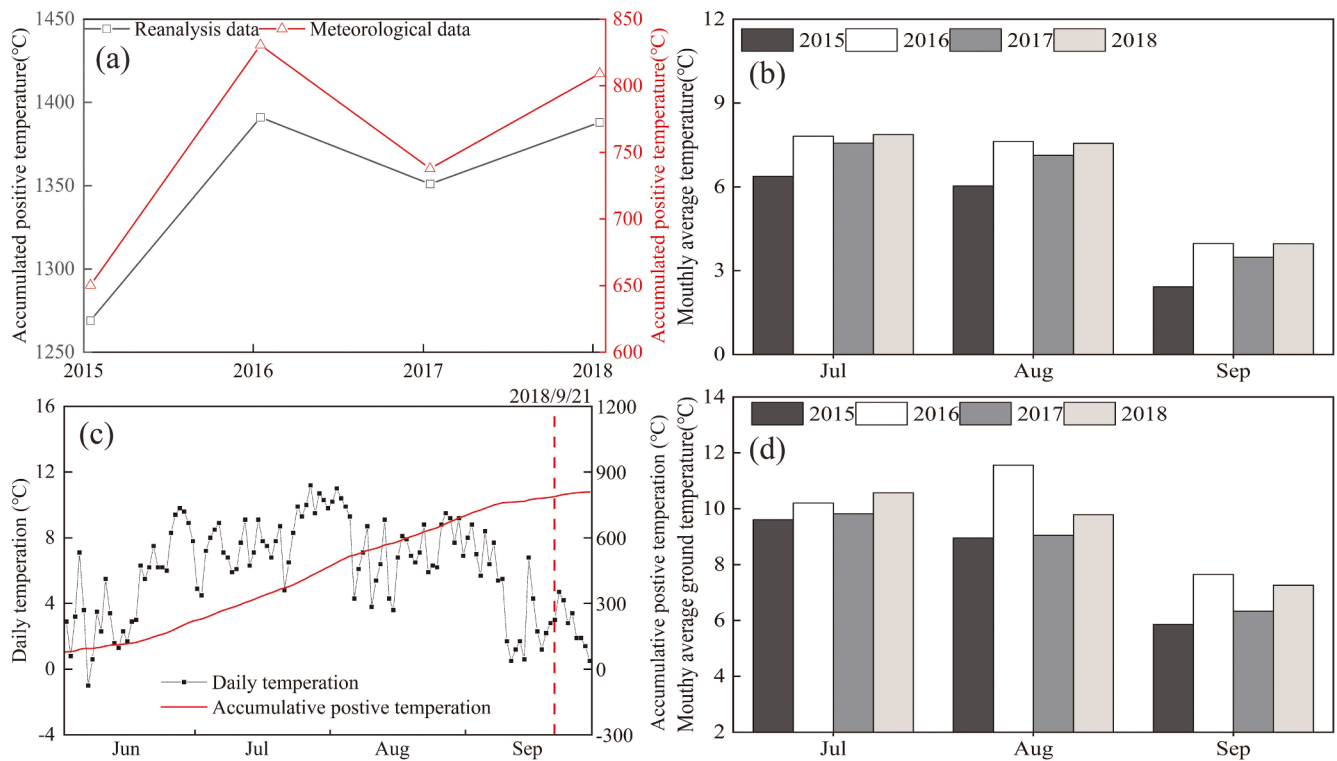 (a)
Reanalysis data
Meteorological data
Accumulated positive temperature(℃)
1450
1400
1350
1300
1250
850
800
750
700
650
600
Accumulated positive temperature(℃)
2015 2016 2017 2018
(b)
2015 2016 2017 2018
Mouthly average temperature(℃)
12
9
6
3
0
Jul Aug Sep
(c)
2018/9/21
Daily temperation (℃)
16
12
8
4
0
-4
1200
900
600
300
0
-300
Accumulative postive temperation (℃)
Daily temperation
Accumulative postive temperation
Jun Jul Aug Sep
(d)
2015 2016 2017 2018
Mouthy average ground temperature(℃)
14
12
10
8
6
4
2
Jul Aug Sep